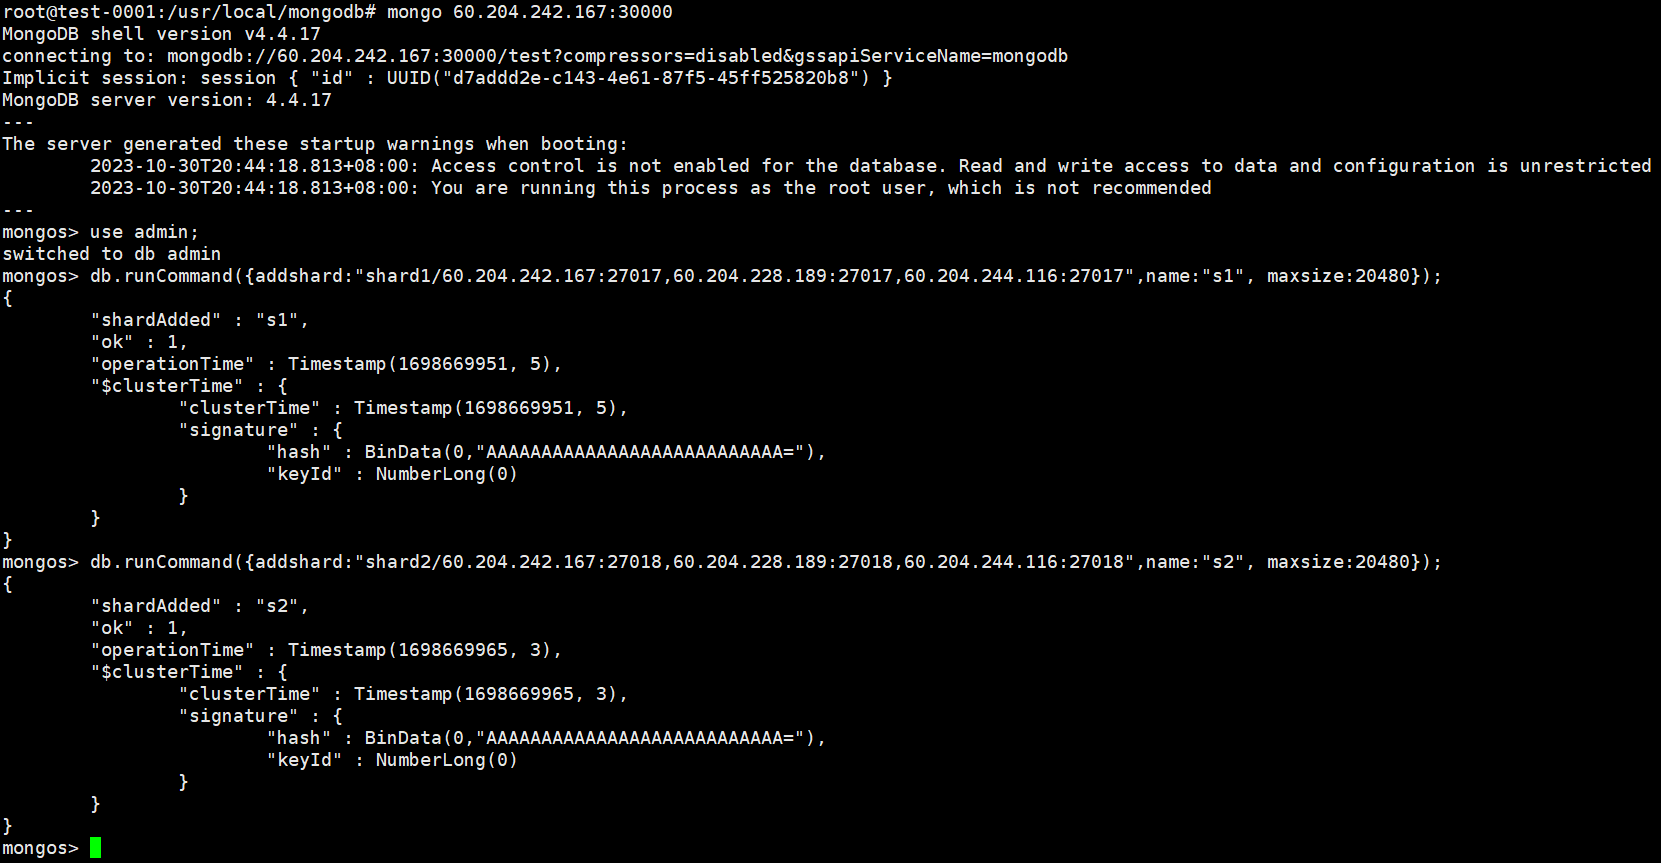 root@test-0001:/usr/local/mongodb# mongo 60.204.242.167:30000
MongoDB shell version v4.4.17
connecting to: mongodb://60.204.242.167:30000/test?compressors=disabled&gssapiServiceName=mongodb
Implicit session: session { "id" : UUID("d7addd2e-c143-4e61-87f5-45ff525820b8") }
MongoDB server version: 4.4.17
---
The server generated these startup warnings when booting:
        2023-10-30T20:44:18.813+08:00: Access control is not enabled for the database. Read and write access to data and configuration is unrestricted
        2023-10-30T20:44:18.813+08:00: You are running this process as the root user, which is not recommended
---
mongos> use admin;
switched to db admin
mongos> db.runCommand({addshard:"shard1/60.204.242.167:27017,60.204.228.189:27017,60.204.244.116:27017",name:"s1", maxsize:20480});
{
        "shardAdded" : "s1",
        "ok" : 1,
        "operationTime" : Timestamp(1698669951, 5),
        "$clusterTime" : {
                "clusterTime" : Timestamp(1698669951, 5),
                "signature" : {
                        "hash" : BinData(0,"AAAAAAAAAAAAAAAAAAAAAAAAAAA="),
                        "keyId" : NumberLong(0)
                }
        }
}
mongos> db.runCommand({addshard:"shard2/60.204.242.167:27018,60.204.228.189:27018,60.204.244.116:27018",name:"s2", maxsize:20480});
{
        "shardAdded" : "s2",
        "ok" : 1,
        "operationTime" : Timestamp(1698669965, 3),
        "$clusterTime" : {
                "clusterTime" : Timestamp(1698669965, 3),
                "signature" : {
                        "hash" : BinData(0,"AAAAAAAAAAAAAAAAAAAAAAAAAAA="),
                        "keyId" : NumberLong(0)
                }
        }
}
mongos>